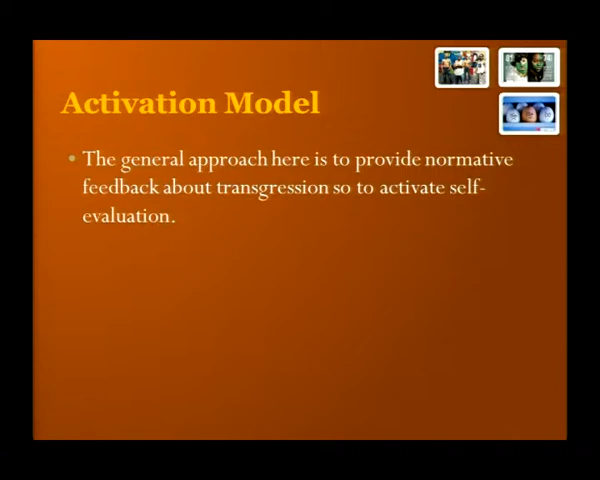 Activation Model
• The general approach here is to provide normative
feedback about transgression so to activate self-
evaluation.